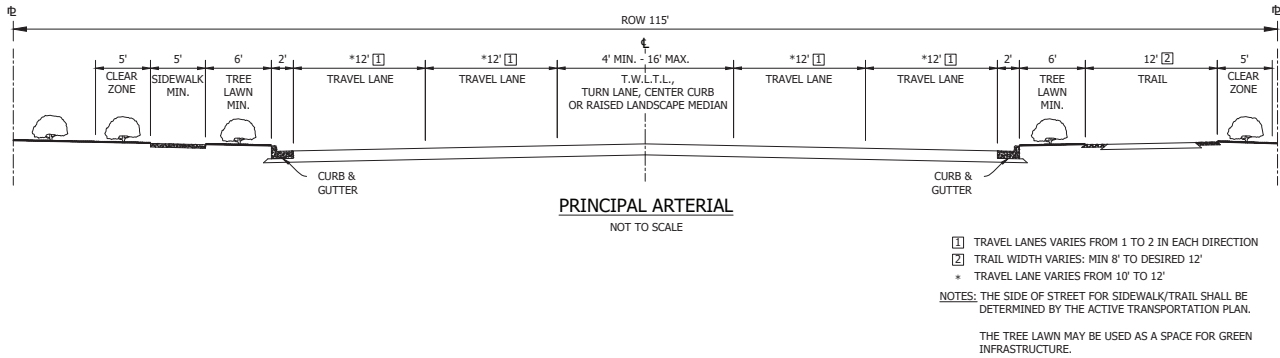 ROW 115'
℄
5'
5'
6'
2'
*12' 1
*12' 1
4' MIN. - 16' MAX.
*12' 1
*12' 1
2'
6'
12' 2
5'
CLEAR
ZONE
SIDEWALK
MIN.
TREE
LAWN
MIN.
TRAVEL LANE
TRAVEL LANE
T.W.L.T.L.,
TURN LANE, CENTER CURB
OR RAISED LANDSCAPE MEDIAN
TRAVEL LANE
TRAVEL LANE
TREE
LAWN
MIN.
TRAIL
CLEAR
ZONE
CURB &
GUTTER
CURB &
GUTTER
PRINCIPAL ARTERIAL
NOT TO SCALE
1 TRAVEL LANES VARIES FROM 1 TO 2 IN EACH DIRECTION
2 TRAIL WIDTH VARIES: MIN 8' TO DESIRED 12'
* TRAVEL LANE VARIES FROM 10' TO 12'
NOTES: THE SIDE OF STREET FOR SIDEWALK/TRAIL SHALL BE
DETERMINED BY THE ACTIVE TRANSPORTATION PLAN.
THE TREE LAWN MAY BE USED AS A SPACE FOR GREEN
INFRASTRUCTURE.